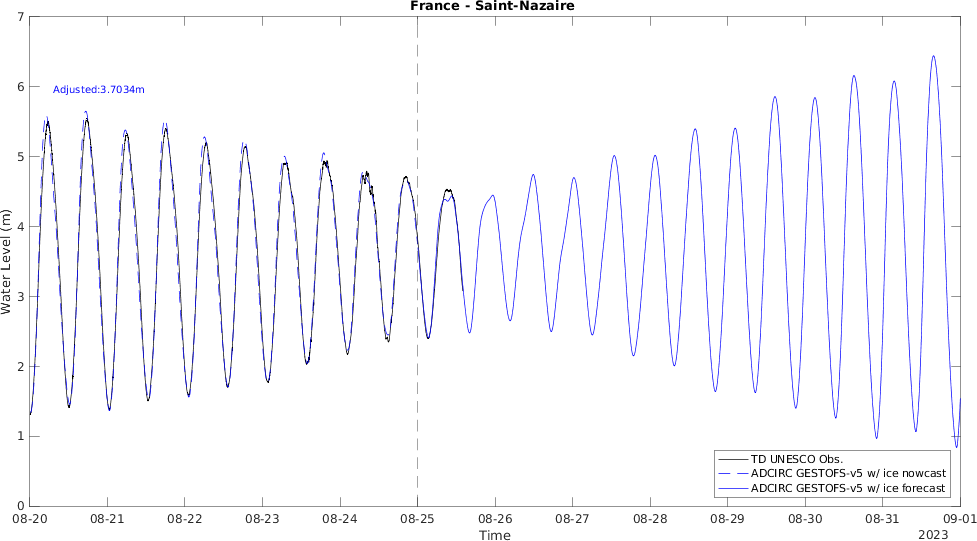 France - Saint-Nazaire
7
6
5
4
3
2
1
0
Water Level (m)
Adjusted:3.7034m
TD UNESCO Obs.
ADCIRC GESTOFS-v5 w/ ice nowcast
ADCIRC GESTOFS-v5 w/ ice forecast
08-20 08-21 08-22 08-23 08-24 08-25 08-26 08-27 08-28 08-29 08-30 08-31 09-01
Time
2023